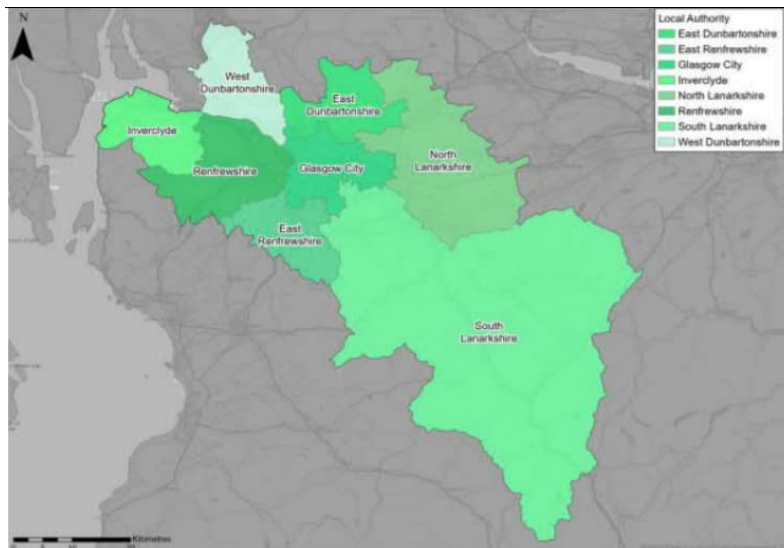 N
Local Authority
East Dunbartonshire
East Renfrewshire
Glasgow City
Inverclyde
North Lanarkshire
Renfrewshire
South Lanarkshire
West Dunbartonshire
West
Dunbartonshire
East
Dunbartonshire
Inverclyde
North
Lanarkshire
Renfrewshire
Glasgow City
East
Renfrewshire
South
Lanarkshire
Kilometres